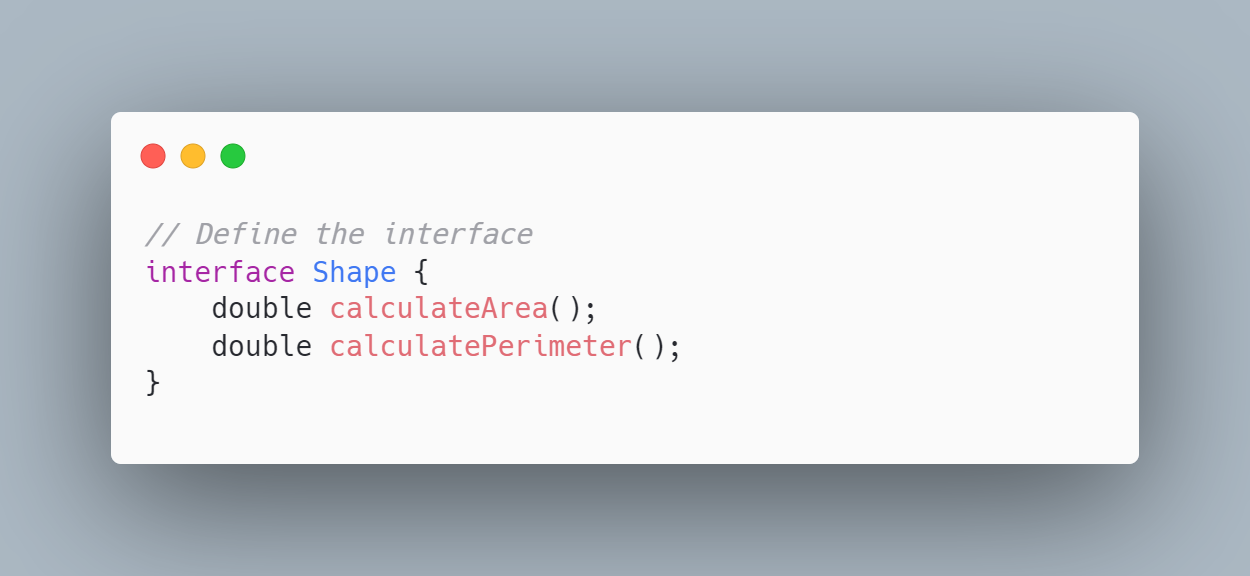 // Define the interface
interface Shape {
    double calculateArea();
    double calculatePerimeter();
}